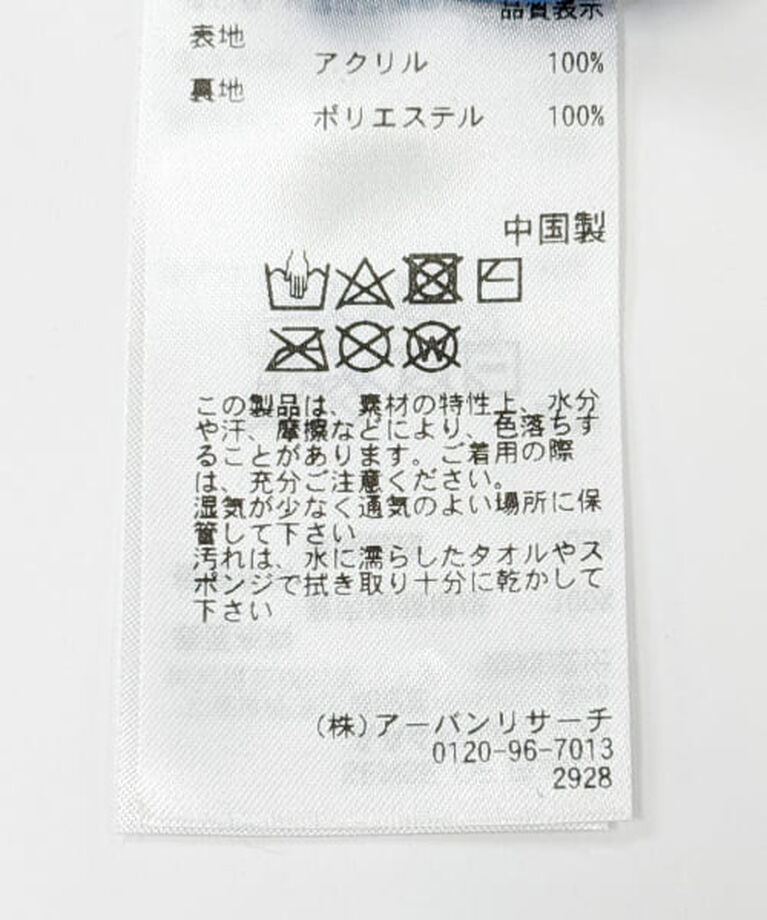 品質表示
表地
アクリル 100%
裏地
ポリエステル 100%
中国製
この製品は、素材の特性上、水分
や汗、摩擦などにより、色落ちす
ることがあります。ご着用の際
は、充分ご注意ください。
湿気が少なく通気のよい場所に保
管して下さい
汚れは、水に濡らしたタオルやス
ポンジで拭き取り十分に乾かして
下さい
(株)アーバンリサーチ
0120-96-7013
2928